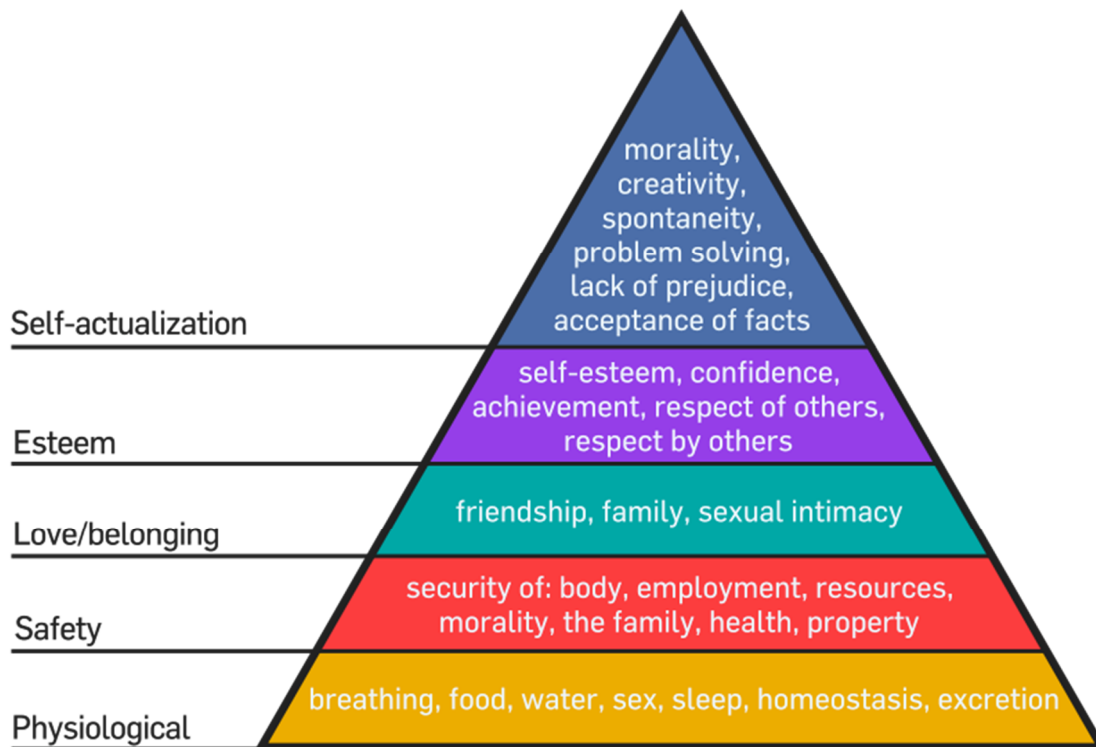 morality,
creativity,
spontaneity,
problem solving,
lack of prejudice,
acceptance of facts
Self-actualization
self-esteem, confidence,
achievement, respect of others,
respect by others
Esteem
friendship, family, sexual intimacy
Love/belonging
security of: body, employment, resources,
morality, the family, health, property
Safety
breathing, food, water, sex, sleep, homeostasis, excretion
Physiological